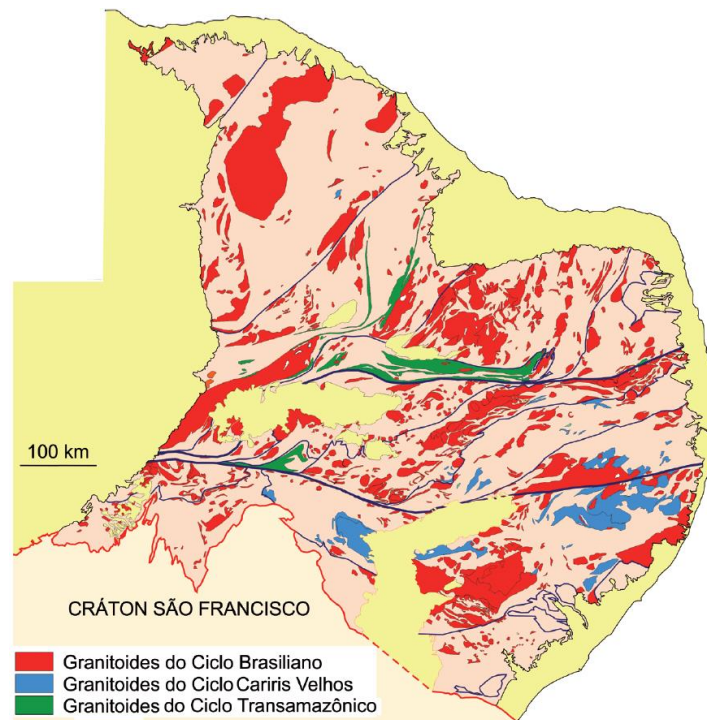 100 km
CRÁTON SÃO FRANCISCO
Granitoides do Ciclo Brasiliano
Granitoides do Ciclo Cariris Velhos
Granitoides do Ciclo Transamazônico